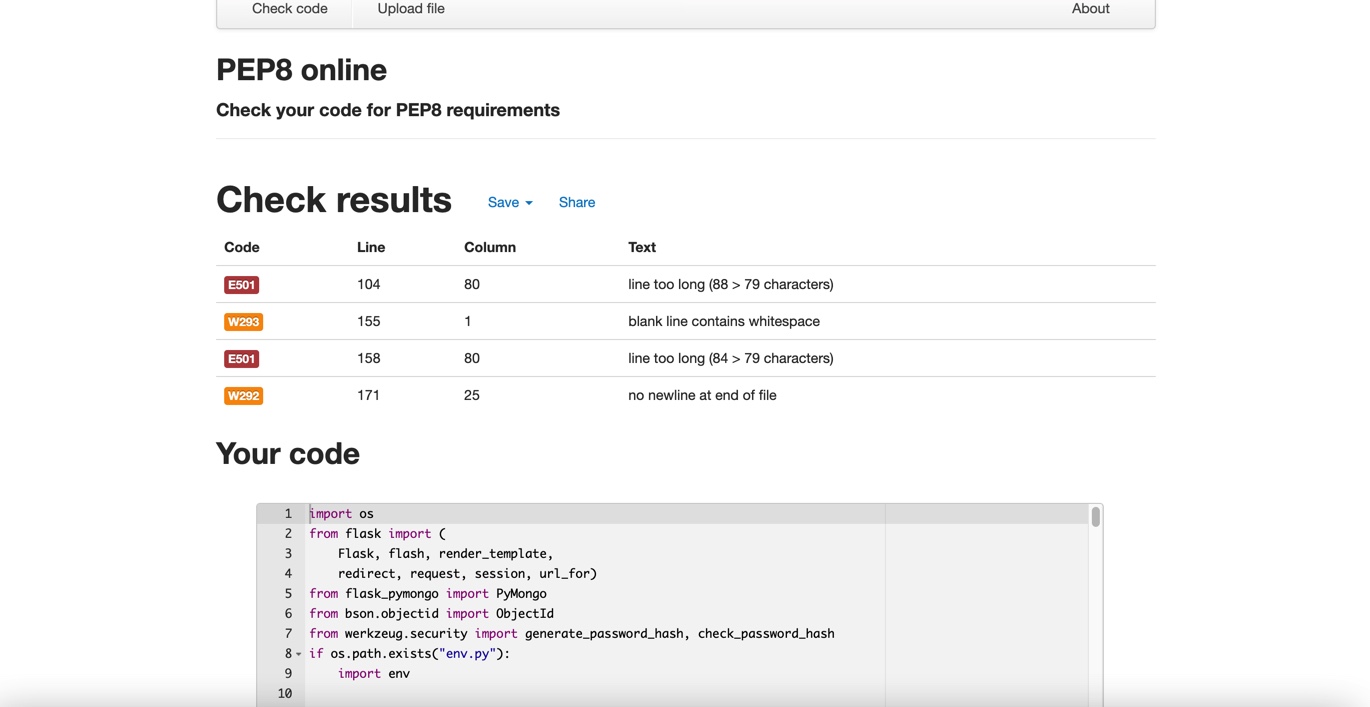 Check code Upload file About
PEP8 online
Check your code for PEP8 requirements
Check results Save Share
Code Line Column Text
E501 104 80 line too long (88 > 79 characters)
W293 155 1 blank line contains whitespace
E501 158 80 line too long (84 > 79 characters)
W292 171 25 no newline at end of file
Your code
1 import os
2 from flask import (
3 Flask, flash, render_template,
4 redirect, request, session, url_for)
5 from flask_pymongo import PyMongo
6 from bson.objectid import ObjectId
7 from werkzeug.security import generate_password_hash, check_password_hash
8 if os.path.exists("env.py"):
9 import env
10